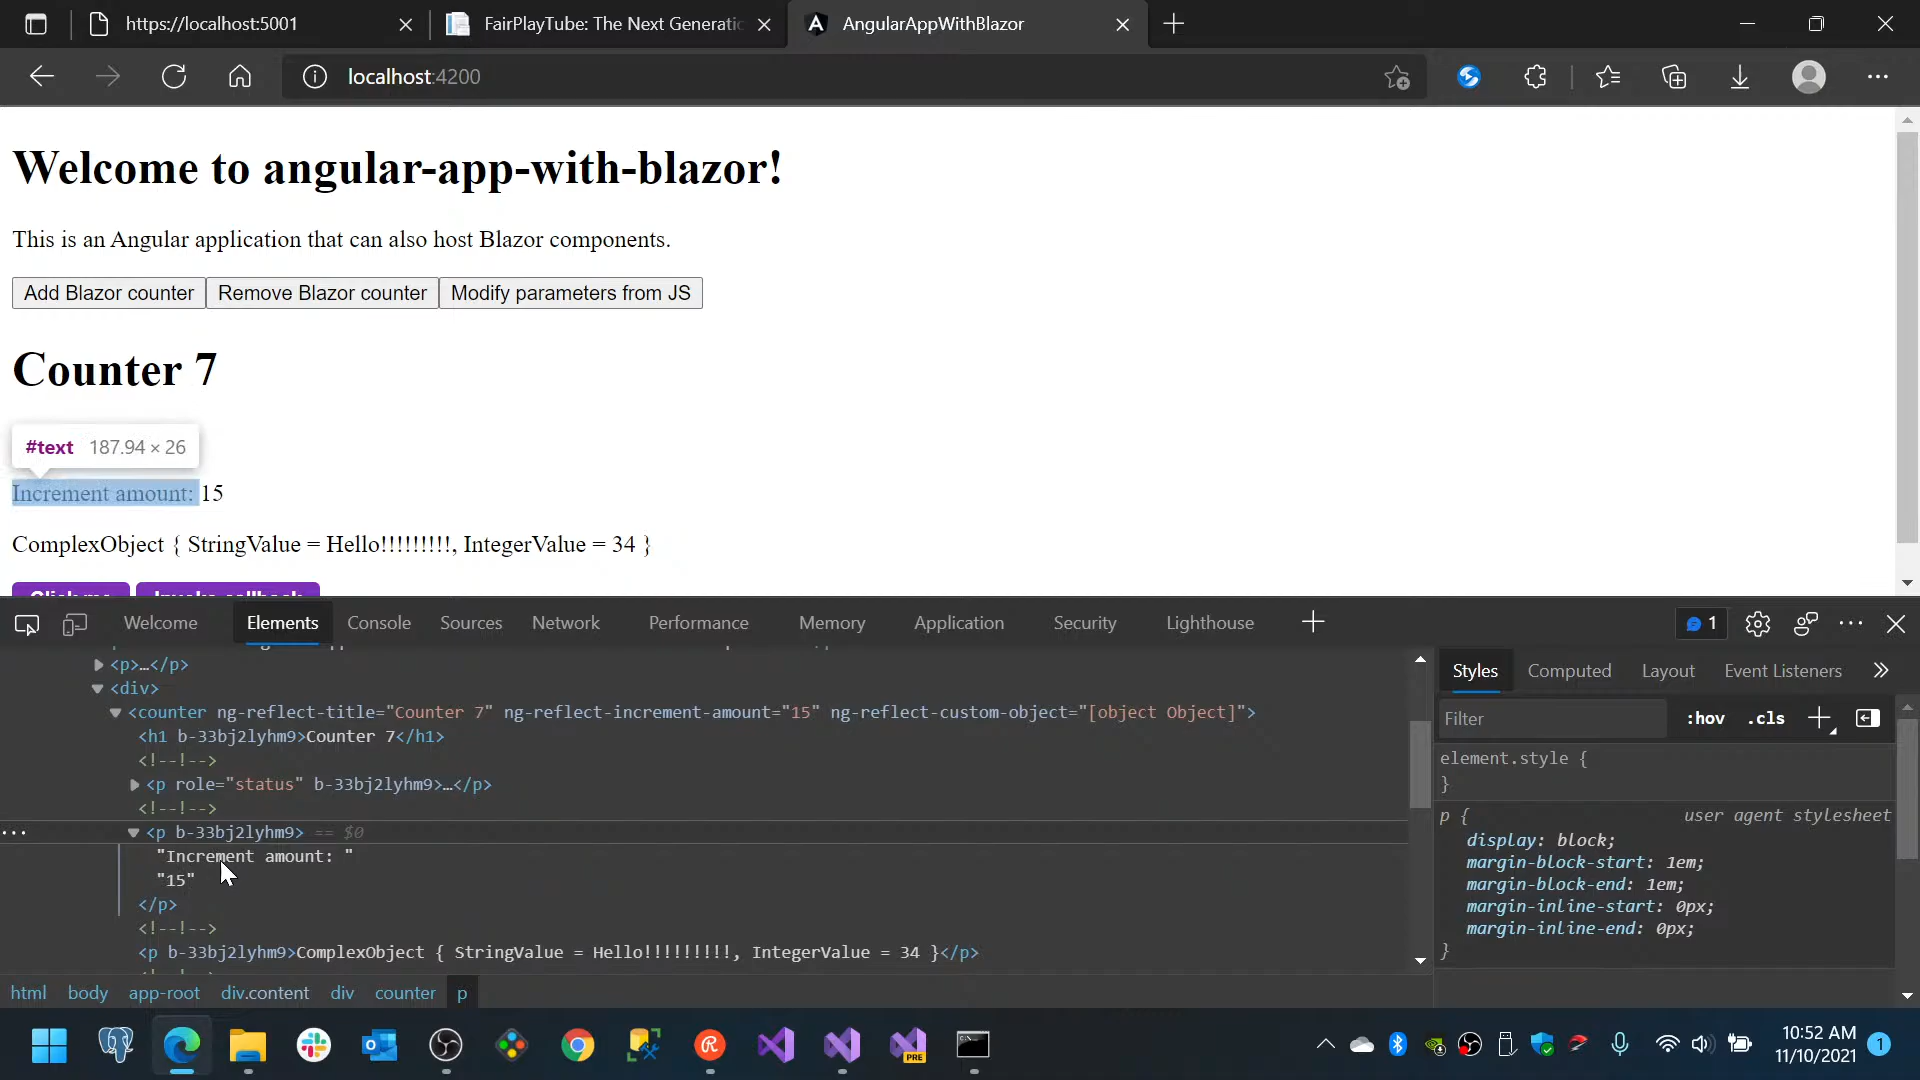 https://localhost:5001
FairPlayTube: The Next Generatic
AngularAppWithBlazor
localhost:4200
Welcome to angular-app-with-blazor!
This is an Angular application that can also host Blazor components.
Add Blazor counter Remove Blazor counter Modify parameters from JS
Counter 7
#text 187.94 × 26
Increment amount: 15
ComplexObject { StringValue = Hello!!!!!!!!!, IntegerValue = 34 }
Welcome Elements Console Sources Network Performance Memory Application Security Lighthouse 1
<p>…</p>
<div>
<counter ng-reflect-title="Counter 7" ng-reflect-increment-amount="15" ng-reflect-custom-object="[object Object]">
<h1 b-33bj2lyhm9>Counter 7</h1>
<!--!-->
<p role="status" b-33bj2lyhm9>…</p>
<!--!-->
<p b-33bj2lyhm9> == $0
"Increment amount: "
"15"
</p>
<!--!-->
<p b-33bj2lyhm9>ComplexObject { StringValue = Hello!!!!!!!!!, IntegerValue = 34 }</p>
html body app-root div.content div counter p
Styles Computed Layout Event Listeners
Filter :hov .cls
element.style {
}
p { user agent stylesheet
display: block;
margin-block-start: 1em;
margin-block-end: 1em;
margin-inline-start: 0px;
margin-inline-end: 0px;
}
PRE
10:52 AM
11/10/2021
1